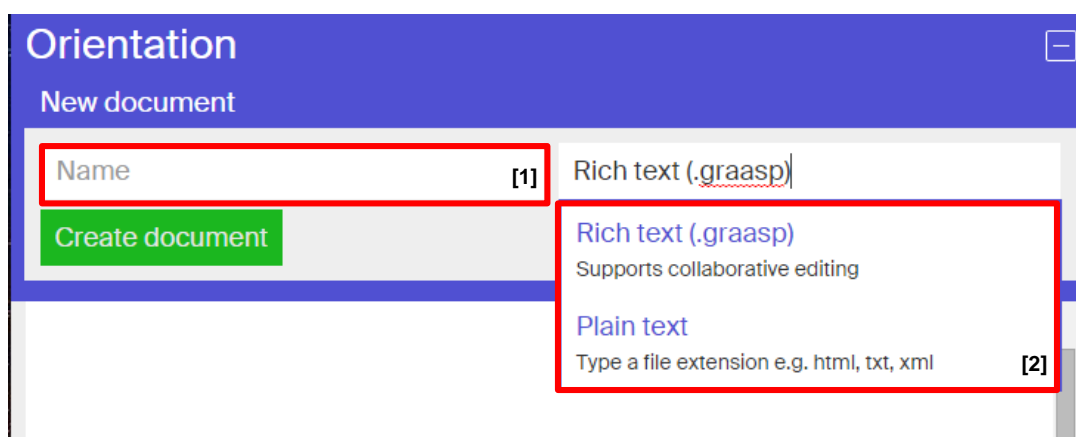 Orientation
New document
Name [1] Rich text (.graasp)
Create document
Rich text (.graasp)
Supports collaborative editing
Plain text
Type a file extension e.g. html, txt, xml [2]